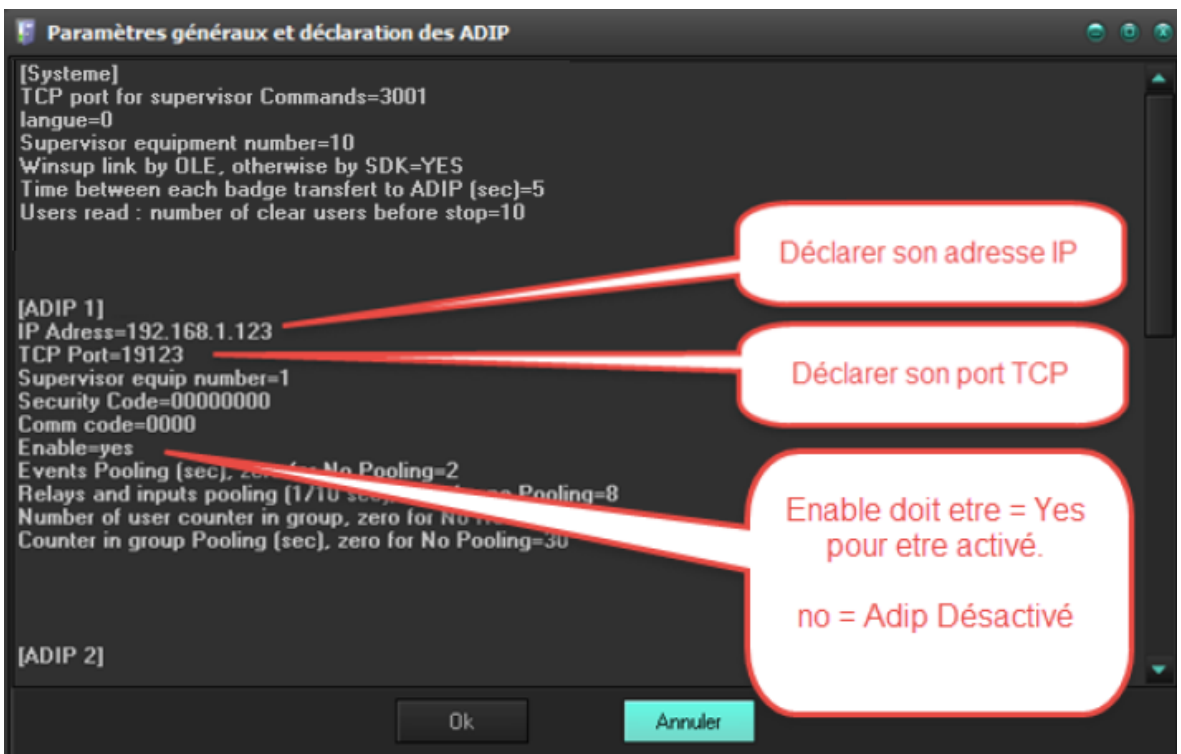 Paramètres généraux et déclaration des ADIP
[Systeme]
TCP port for supervisor Commands=3001
langue=0
Supervisor equipment number=10
Winsup link by OLE, otherwise by SDK=YES
Time between each badge transfert to ADIP (sec)=5
Users read : number of clear users before stop=10
Déclarer son adresse IP
[ADIP 1]
IP Adress=192.168.1.123
TCP Port=19123
Déclarer son port TCP
Supervisor equip number=1
Security Code=00000000
Comm code=0000
Enable=yes
Events Pooling (sec), zero for No Pooling=2
Relays and inputs pooling (1/10 sec), Pooling=8
Number of user counter in group, zero for No
Counter in group Pooling (sec), zero for No Pooling=30
Enable doit etre = Yes
pour etre activé.
no = Adip Désactivé
[ADIP 2]
Ok
Annuler